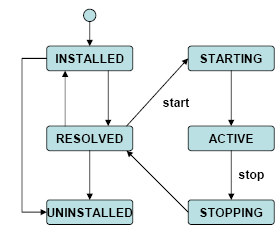 INSTALLED
STARTING
start
RESOLVED
ACTIVE
stop
UNINSTALLED
STOPPING